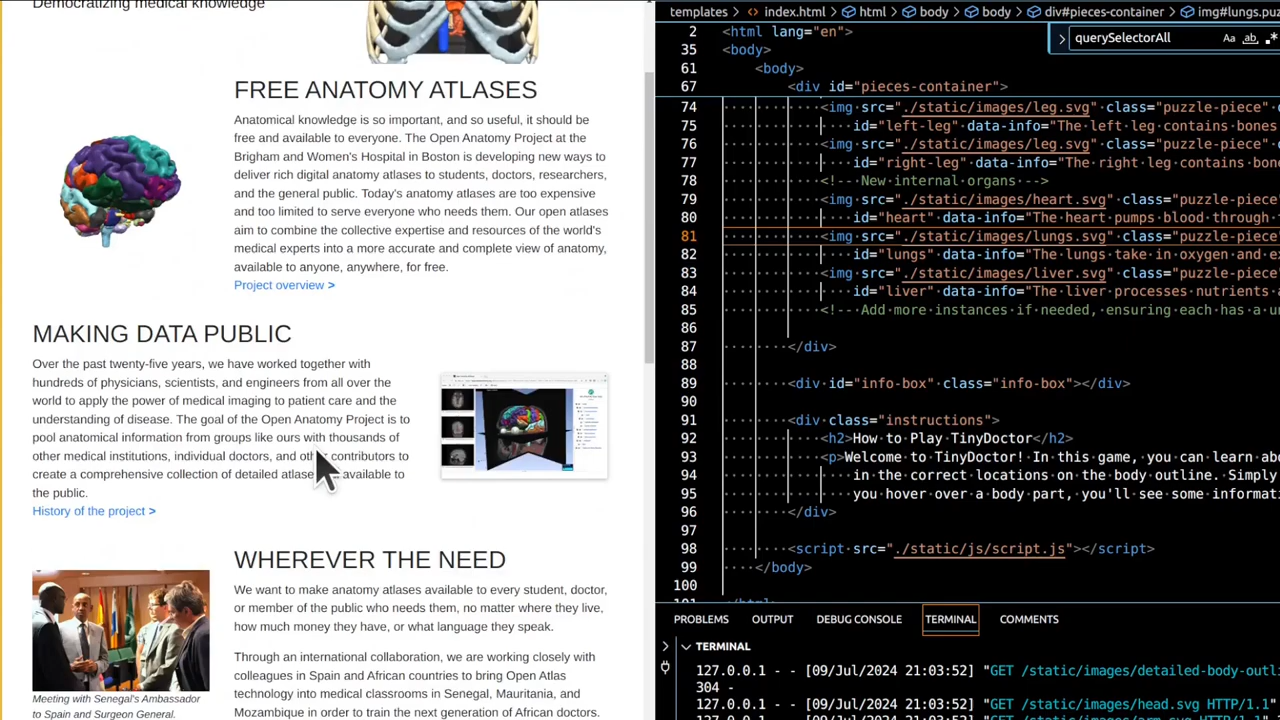 Democratizing medical knowledge
FREE ANATOMY ATLASES
Anatomical knowledge is so important, and so useful, it should be
free and available to everyone. The Open Anatomy Project at the
Brigham and Women's Hospital in Boston is developing new ways to
deliver rich digital anatomy atlases to students, doctors, researchers,
and the general public. Today's anatomy atlases are too expensive
and too limited to serve everyone who needs them. Our open atlases
aim to combine the collective expertise and resources of the world's
medical experts into a more accurate and complete view of anatomy,
available to anyone, anywhere, for free.
Project overview >
MAKING DATA PUBLIC
Over the past twenty-five years, we have worked together with
hundreds of physicians, scientists, and engineers from all over the
world to apply the power of medical imaging to patient care and the
understanding of disease. The goal of the Open Anatomy Project is to
pool anatomical information from groups like ours with thousands of
other medical institutions, individual doctors, and other contributors to
create a comprehensive collection of detailed atlases available to
the public.
History of the project >
WHEREVER THE NEED
We want to make anatomy atlases available to every student, doctor,
or member of the public who needs them, no matter where they live,
how much money they have, or what language they speak.
Through an international collaboration, we are working closely with
colleagues in Spain and African countries to bring Open Atlas
technology into medical classrooms in Senegal, Mauritania, and
Mozambique in order to train the next generation of African doctors.
Meeting with Senegal's Ambassador
to Spain and Surgeon General.
templates > index.html > html > body > body > div#pieces-container > img#lungs.puz
querySelectorAll
Aa ab .*
2 <html lang="en">
35 <body>
61 <body>
67 <div id="pieces-container">
74 <img src="./static/images/leg.svg" class="puzzle-piece"
75 id="left-leg" data-info="The left leg contains bones
76 <img src="./static/images/leg.svg" class="puzzle-piece"
77 id="right-leg" data-info="The right leg contains bon
78 <!-- New internal organs -->
79 <img src="./static/images/heart.svg" class="puzzle-piece
80 id="heart" data-info="The heart pumps blood through
81 <img src="./static/images/lungs.svg" class="puzzle-piece
82 id="lungs" data-info="The lungs take in oxygen and e
83 <img src="./static/images/liver.svg" class="puzzle-piece
84 id="liver" data-info="The liver processes nutrients a
85 <!-- Add more instances if needed, ensuring each has a u
86
87 </div>
88
89 <div id="info-box" class="info-box"></div>
90
91 <div class="instructions">
92 <h2>How to Play TinyDoctor</h2>
93 <p>Welcome to TinyDoctor! In this game, you can learn abo
94 in the correct locations on the body outline. Simply
95 you hover over a body part, you'll see some informati
96 </div>
97
98 <script src="./static/js/script.js"></script>
99 </body>
100
PROBLEMS OUTPUT DEBUG CONSOLE TERMINAL COMMENTS
TERMINAL
127.0.0.1 - - [09/Jul/2024 21:03:52] "GET /static/images/detailed-body-outli
304 -
127.0.0.1 - - [09/Jul/2024 21:03:52] "GET /static/images/head.svg HTTP/1.1"